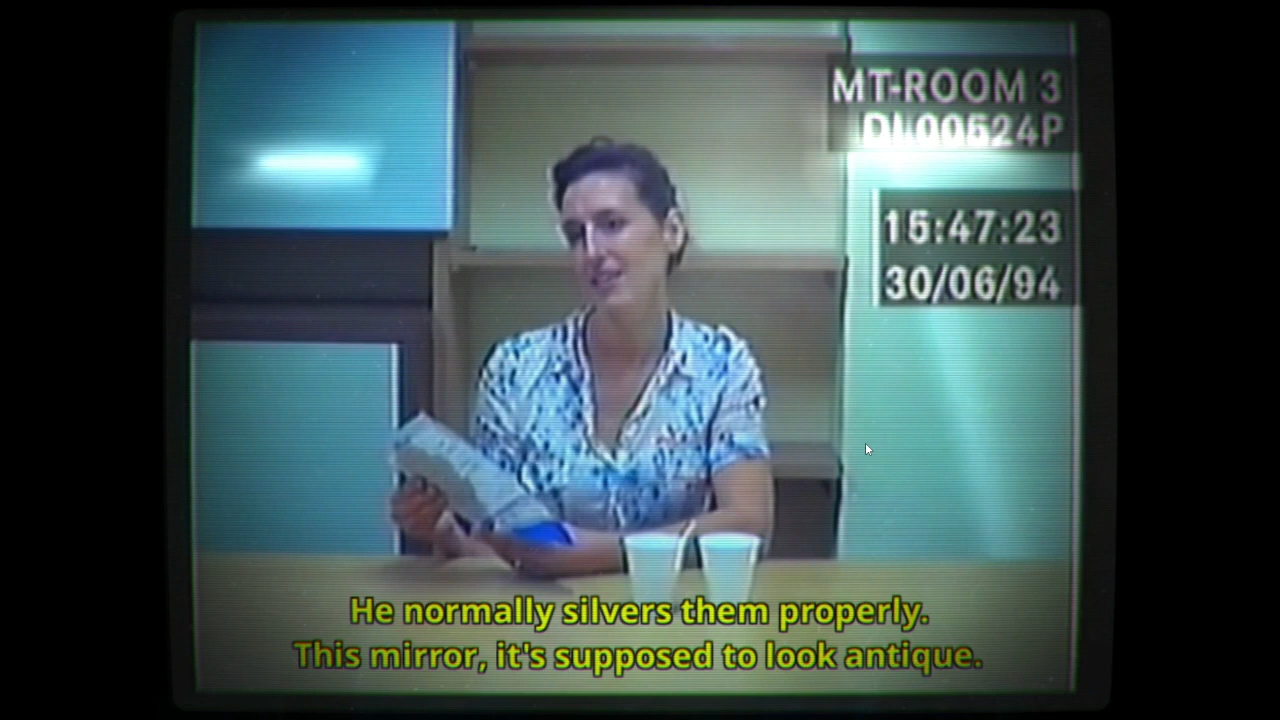 MT-ROOM 3
DL00524P
15:47:23
30/06/94
He normally silvers them properly.
This mirror, it's supposed to look antique.